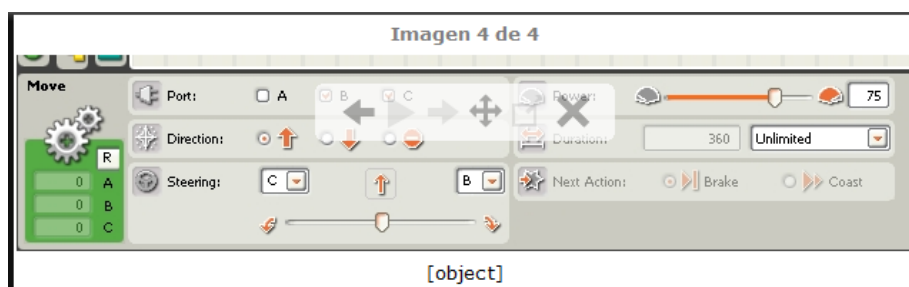 Imagen 4 de 4
Move
Port: A B C
Power: 75
Direction:
Duration: 360 Unlimited
R
Steering: C B
Next Action: Brake Coast
0 A
0 B
0 C
[object]